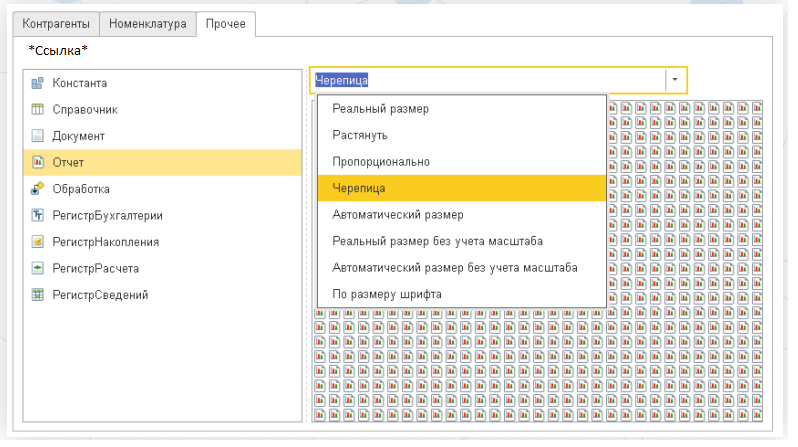 Контрагенты Номенклатура Прочее
*Ссылка*
Константа
Справочник
Документ
Отчет
Обработка
РегистрБухгалтерии
РегистрНакопления
РегистрРасчета
РегистрСведений
Черепица
Реальный размер
Растянуть
Пропорционально
Черепица
Автоматический размер
Реальный размер без учета масштаба
Автоматический размер без учета масштаба
По размеру шрифта